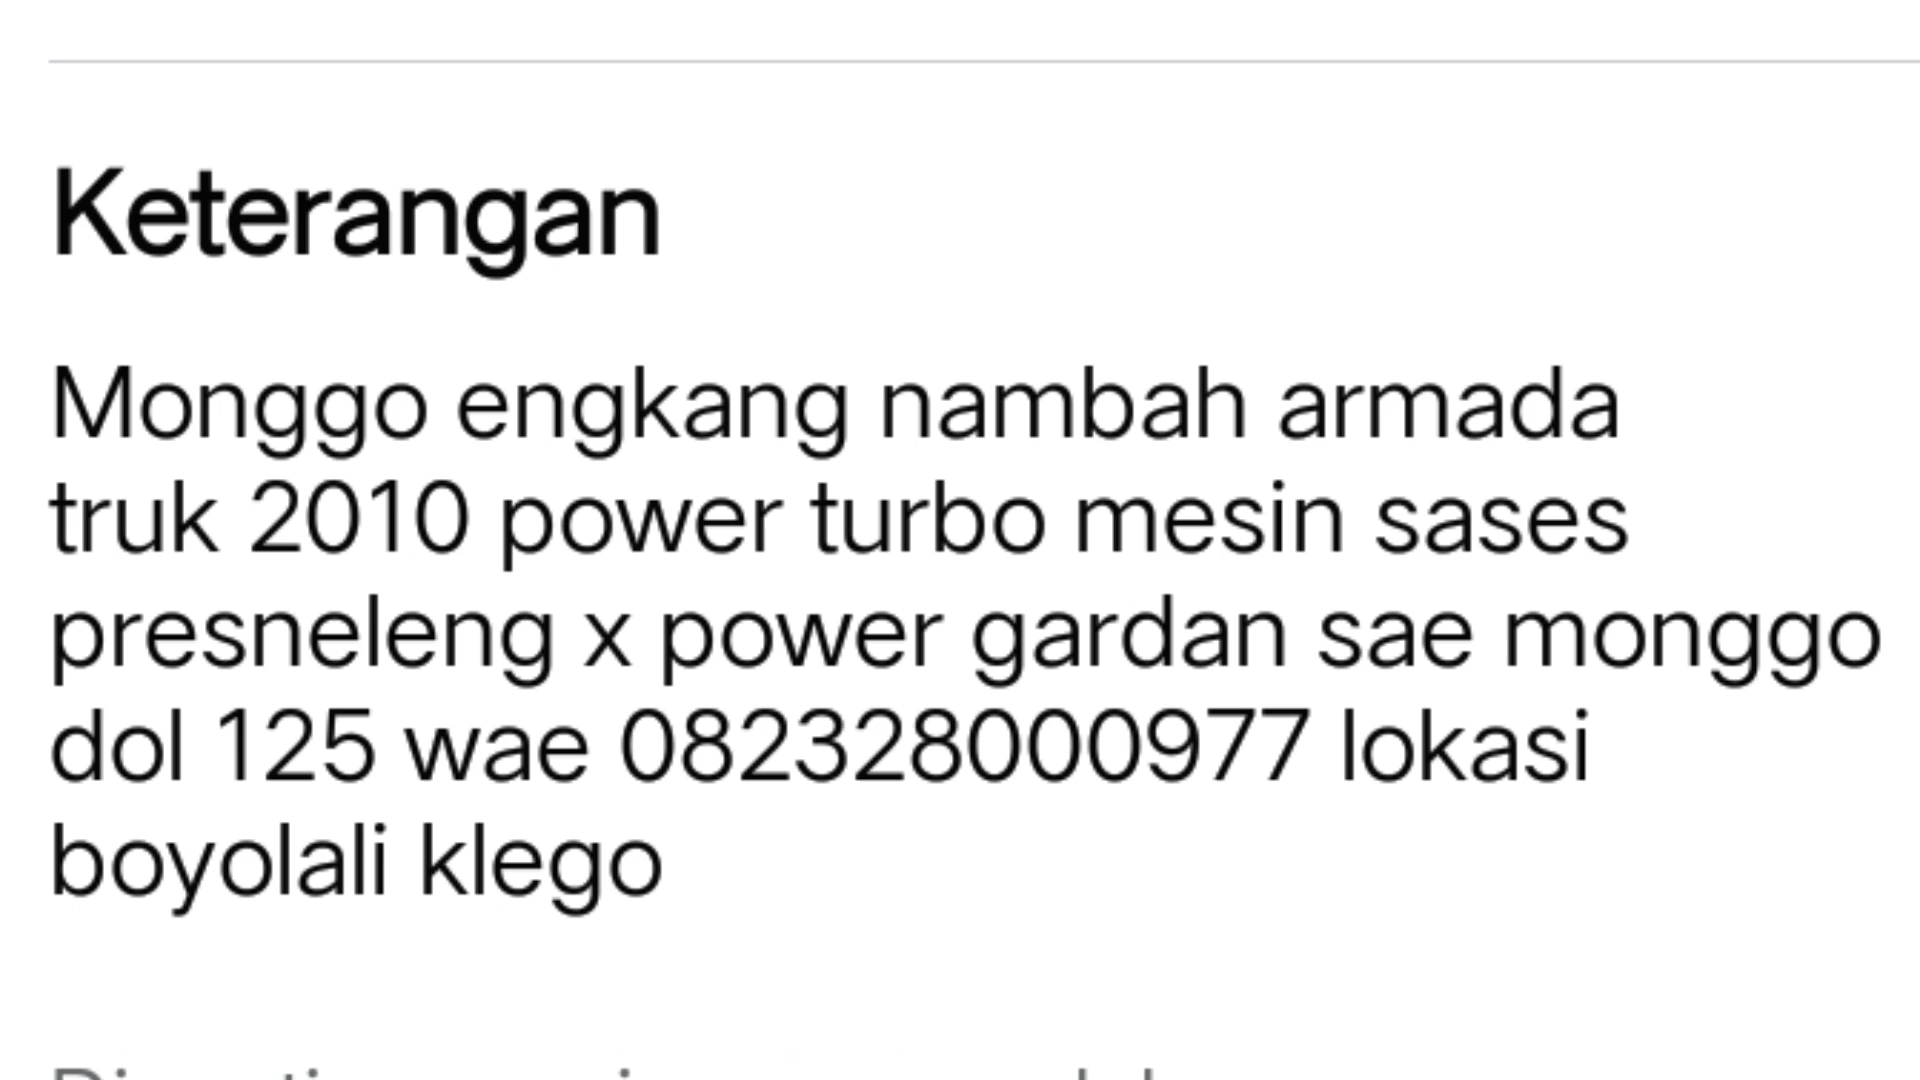 Keterangan
Monggo engkang nambah armada
truk 2010 power turbo mesin sases
presneleng x power gardan sae monggo
dol 125 wae 082328000977 lokasi
boyolali klego